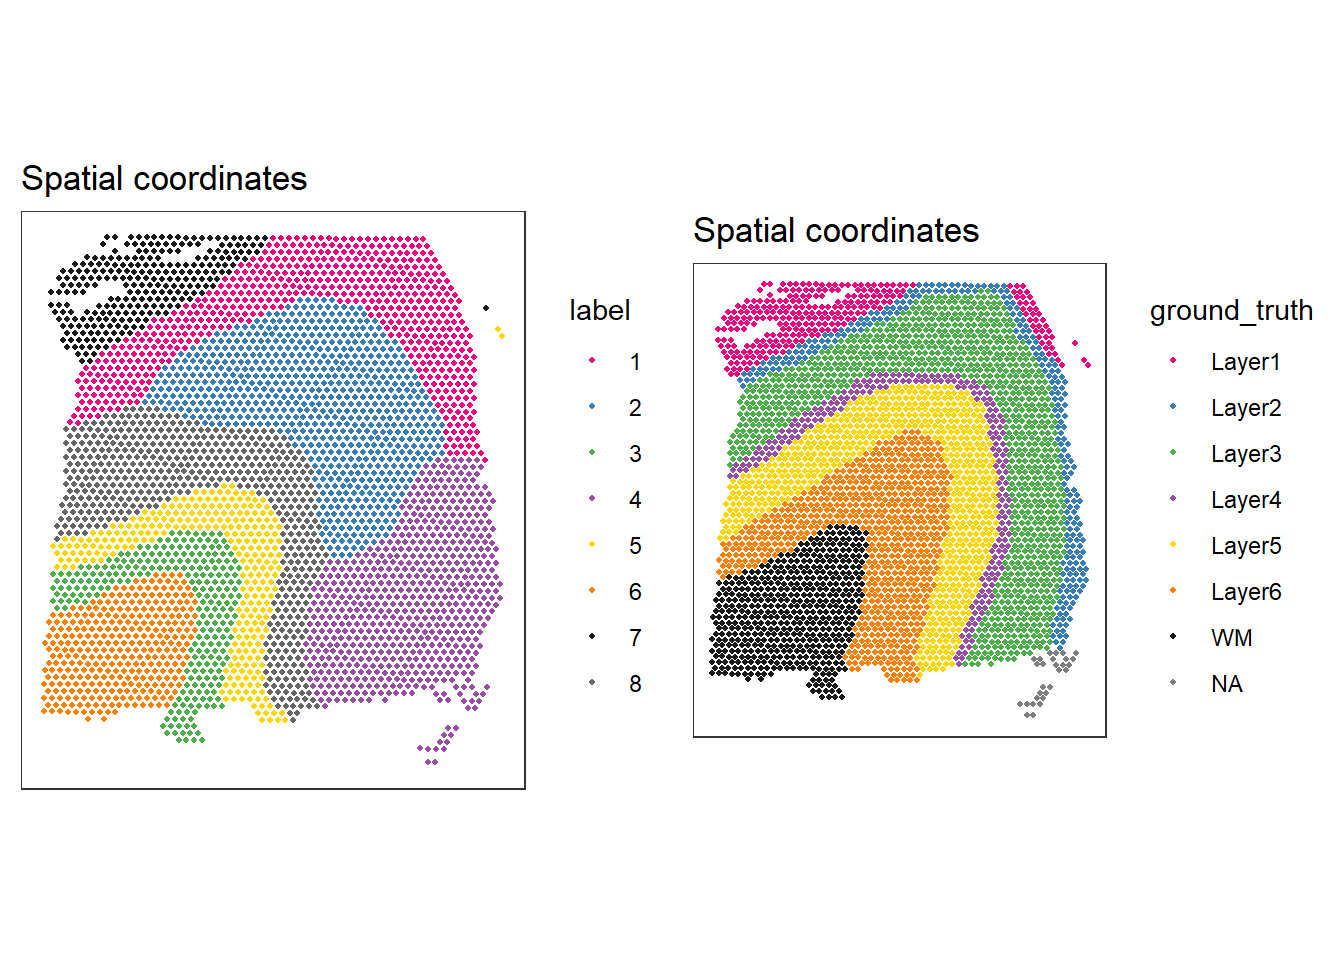 Spatial coordinates
label
1
2
3
4
5
6
7
8
Spatial coordinates
ground_truth
Layer1
Layer2
Layer3
Layer4
Layer5
Layer6
WM
NA